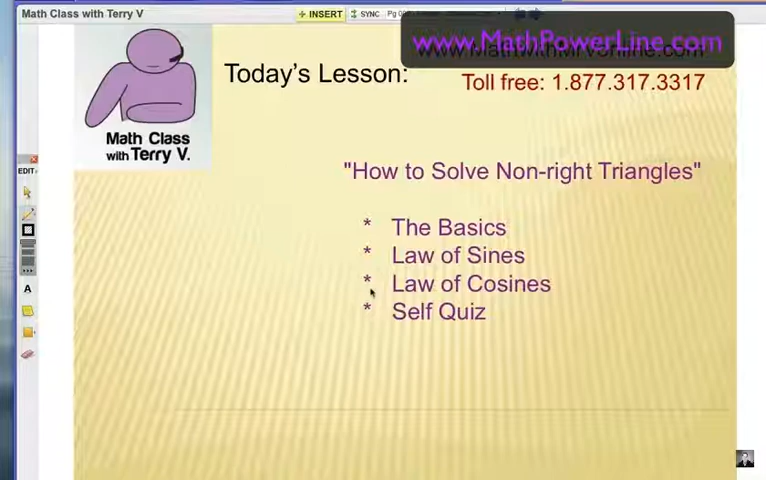 Math Class with Terry V
INSERT
SYNC
www.MathPowerLine.com
Today's Lesson:
Toll free: 1.877.317.3317
Math Class
with Terry V.
EDIT
"How to Solve Non-right Triangles"
* The Basics
* Law of Sines
* Law of Cosines
* Self Quiz
A